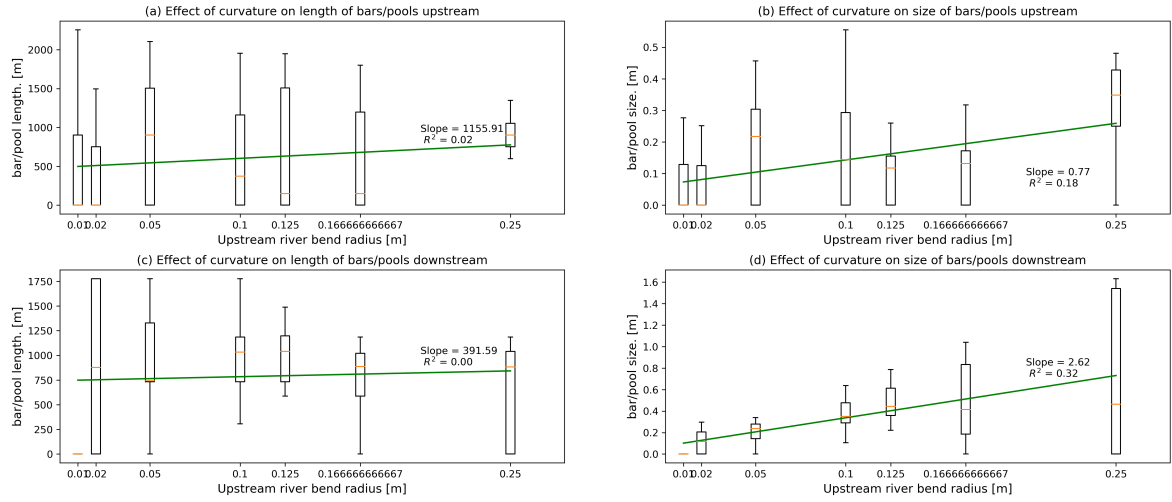 (a) Effect of curvature on length of bars/pools upstream
bar/pool length. [m]
2000
1500
1000
500
0
Slope = 1155.91
R² = 0.02
0.01 0.02 0.05 0.1 0.125 0.166666666667 0.25
Upstream river bend radius [m]
(b) Effect of curvature on size of bars/pools upstream
bar/pool size. [m]
0.5
0.4
0.3
0.2
0.1
0.0
Slope = 0.77
R² = 0.18
0.01 0.02 0.05 0.1 0.125 0.166666666667 0.25
Upstream river bend radius [m]
(c) Effect of curvature on length of bars/pools downstream
bar/pool length. [m]
1750
1500
1250
1000
750
500
250
0
Slope = 391.59
R² = 0.00
0.01 0.02 0.05 0.1 0.125 0.166666666667 0.25
Upstream river bend radius [m]
(d) Effect of curvature on size of bars/pools downstream
bar/pool size. [m]
1.6
1.4
1.2
1.0
0.8
0.6
0.4
0.2
0.0
Slope = 2.62
R² = 0.32
0.01 0.02 0.05 0.1 0.125 0.166666666667 0.25
Upstream river bend radius [m]